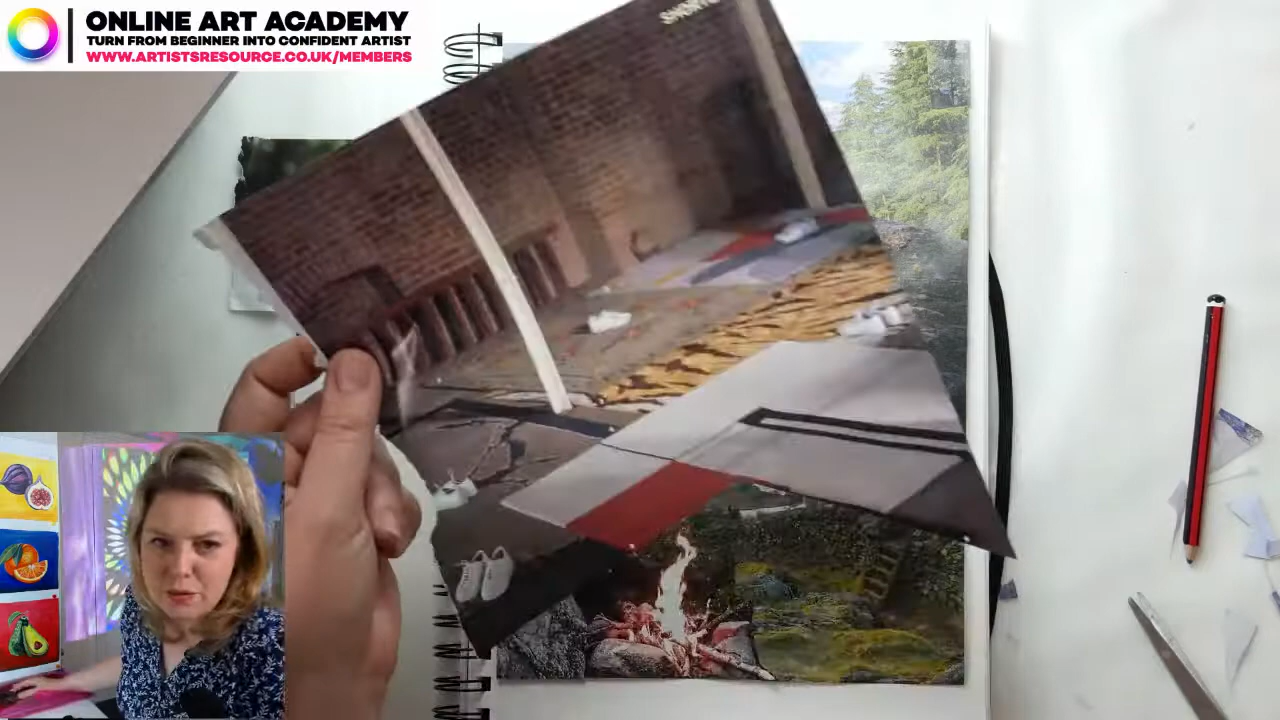 ONLINE ART ACADEMY
TURN FROM BEGINNER INTO CONFIDENT ARTIST
WWW.ARTISTSRESOURCE.CO.UK/MEMBERS